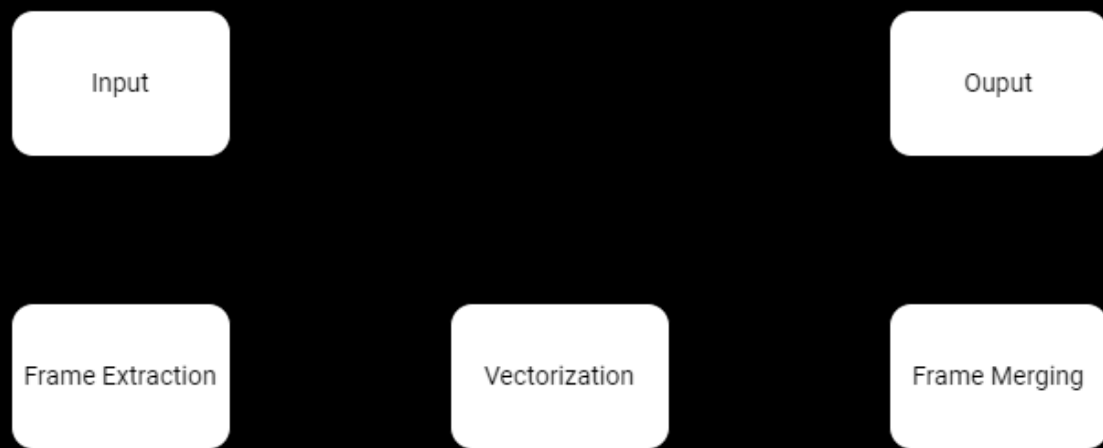 Input
Ouput
Frame Extraction
Vectorization
Frame Merging